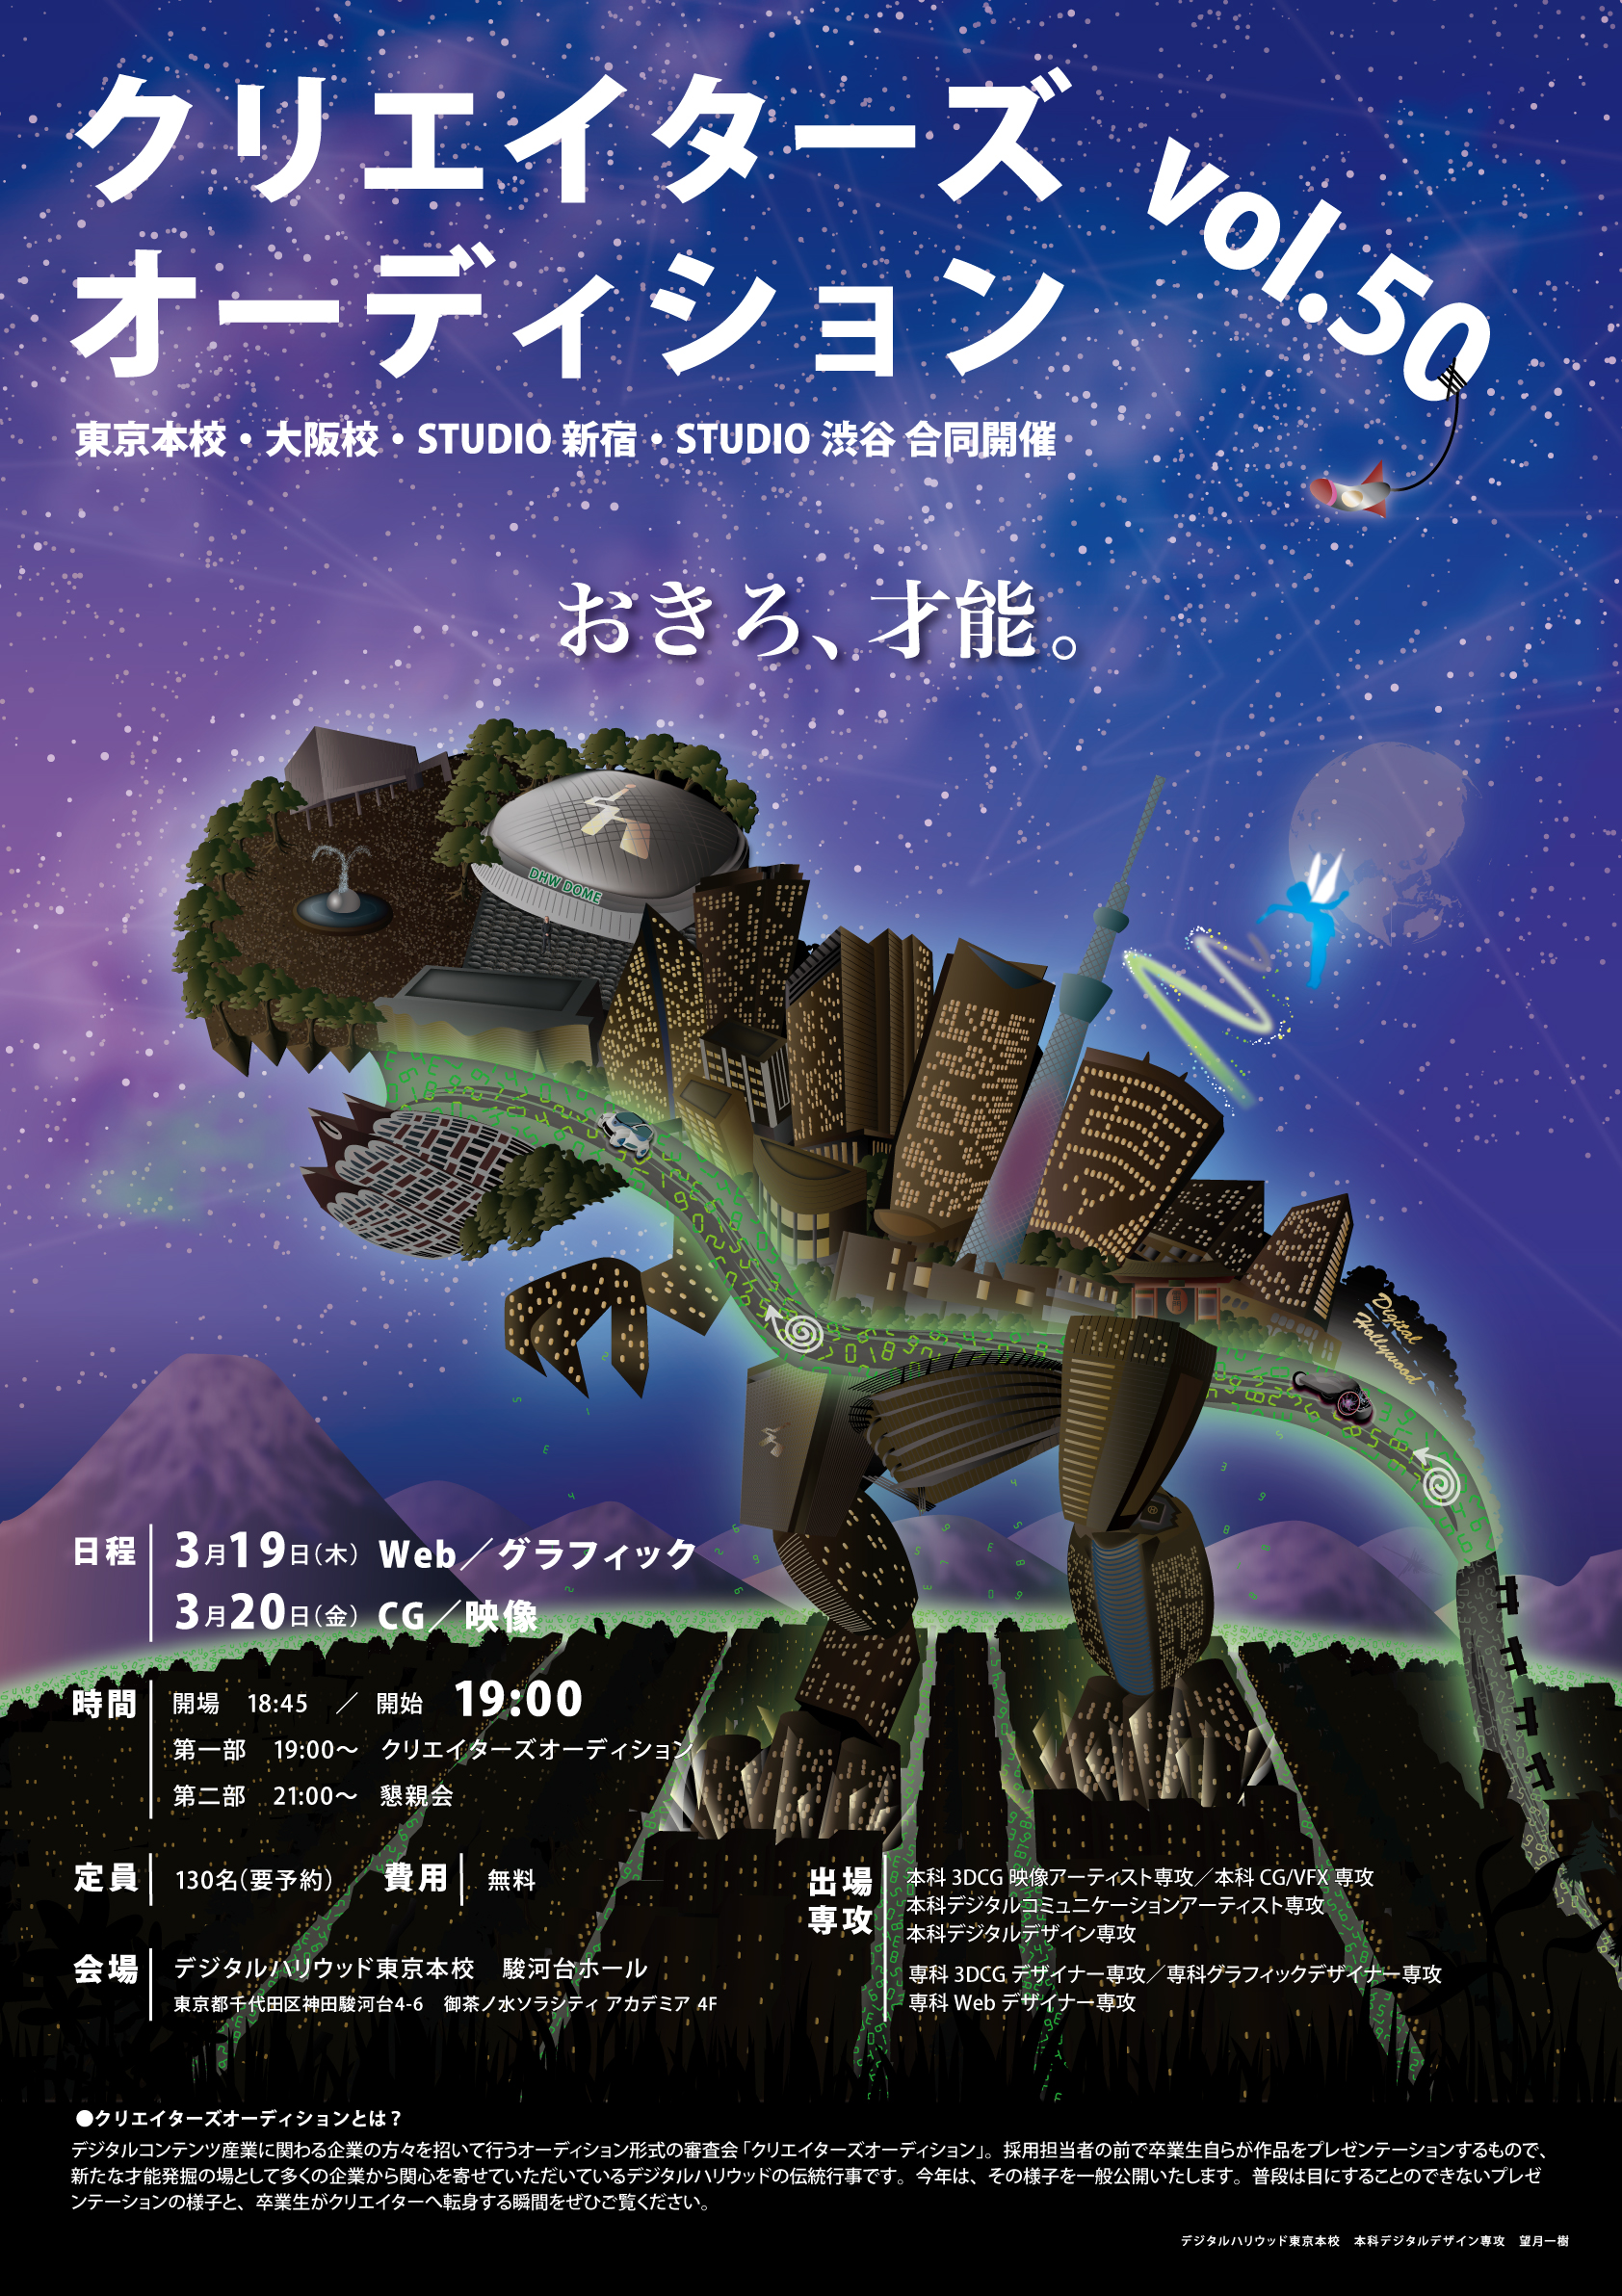 クリエイターズ
オーディション
vol.50
東京本校・大阪校・STUDIO 新宿・STUDIO 渋谷 合同開催
おきろ、才能。
DHW DOME
Digital
Hollywood
日程
3月19日(木) Web／グラフィック
3月20日(金) CG／映像
時間
開場 18:45 ／ 開始 19:00
第一部 19:00〜 クリエイターズオーディション
第二部 21:00〜 懇親会
定員
130名(要予約)
費用
無料
会場
デジタルハリウッド東京本校 駿河台ホール
東京都千代田区神田駿河台4-6 御茶ノ水ソラシティ アカデミア 4F
出場
専攻
本科 3DCG 映像アーティスト専攻／本科 CG/VFX 専攻
本科デジタルコミュニケーションアーティスト専攻
本科デジタルデザイン専攻
専科 3DCG デザイナー専攻／専科グラフィックデザイナー専攻
専科 Web デザイナー専攻
●クリエイターズオーディションとは？
デジタルコンテンツ産業に関わる企業の方々を招いて行うオーディション形式の審査会「クリエイターズオーディション」。採用担当者の前で卒業生自らが作品をプレゼンテーションするもので、
新たな才能発掘の場として多くの企業から関心を寄せていただいているデジタルハリウッドの伝統行事です。今年は、その様子を一般公開いたします。普段は目にすることのできないプレゼ
ンテーションの様子と、卒業生がクリエイターへ転身する瞬間をぜひご覧ください。
デジタルハリウッド東京本校 本科デジタルデザイン専攻 望月一樹